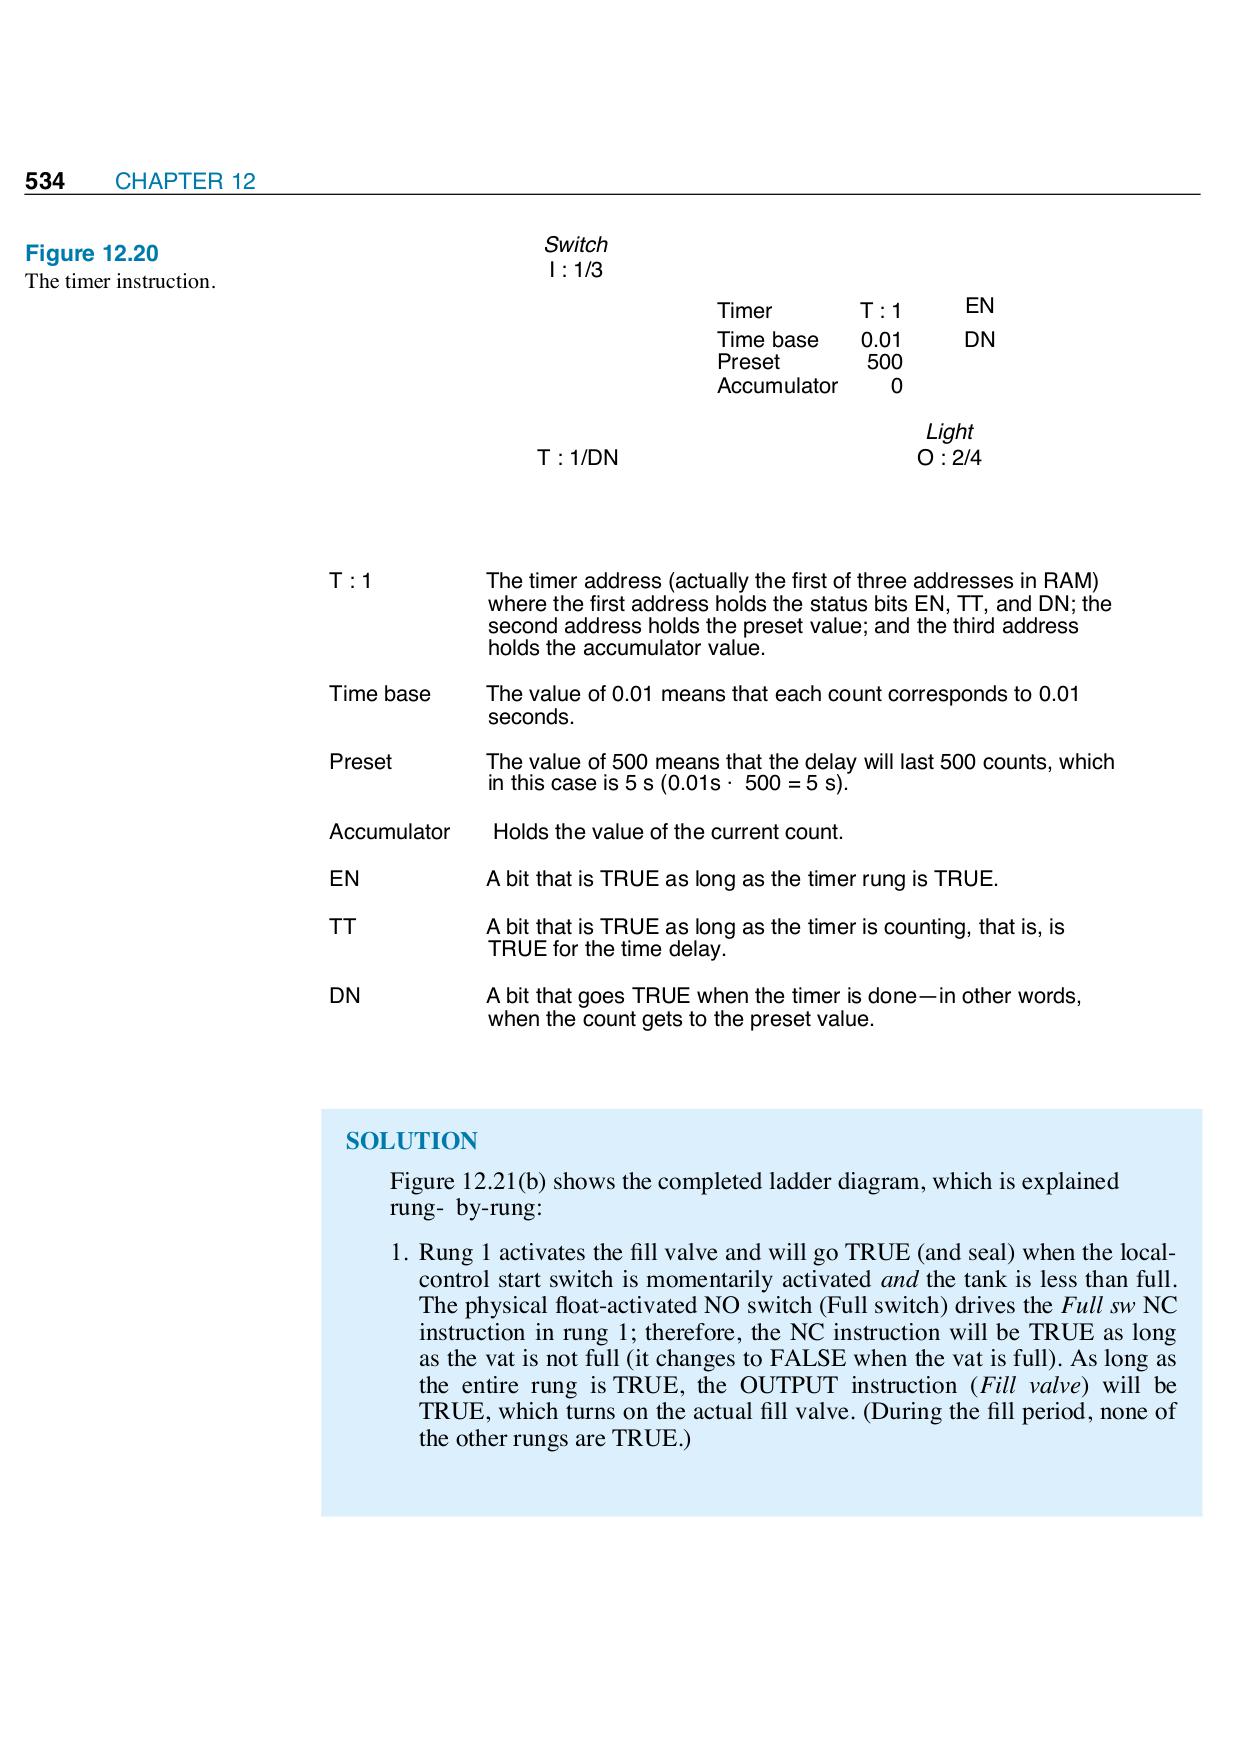 534 CHAPTER 12
Figure 12.20
The timer instruction.
Switch
I : 1/3
Timer T : 1 EN
Time base 0.01 DN
Preset 500
Accumulator 0
Light
T : 1/DN O : 2/4
T : 1 The timer address (actually the first of three addresses in RAM)
where the first address holds the status bits EN, TT, and DN; the
second address holds the preset value; and the third address
holds the accumulator value.
Time base The value of 0.01 means that each count corresponds to 0.01
seconds.
Preset The value of 500 means that the delay will last 500 counts, which
in this case is 5 s (0.01s · 500 = 5 s).
Accumulator Holds the value of the current count.
EN A bit that is TRUE as long as the timer rung is TRUE.
TT A bit that is TRUE as long as the timer is counting, that is, is
TRUE for the time delay.
DN A bit that goes TRUE when the timer is done—in other words,
when the count gets to the preset value.
SOLUTION
Figure 12.21(b) shows the completed ladder diagram, which is explained
rung- by-rung:
1. Rung 1 activates the fill valve and will go TRUE (and seal) when the local-
control start switch is momentarily activated and the tank is less than full.
The physical float-activated NO switch (Full switch) drives the Full sw NC
instruction in rung 1; therefore, the NC instruction will be TRUE as long
as the vat is not full (it changes to FALSE when the vat is full). As long as
the entire rung is TRUE, the OUTPUT instruction (Fill valve) will be
TRUE, which turns on the actual fill valve. (During the fill period, none of
the other rungs are TRUE.)